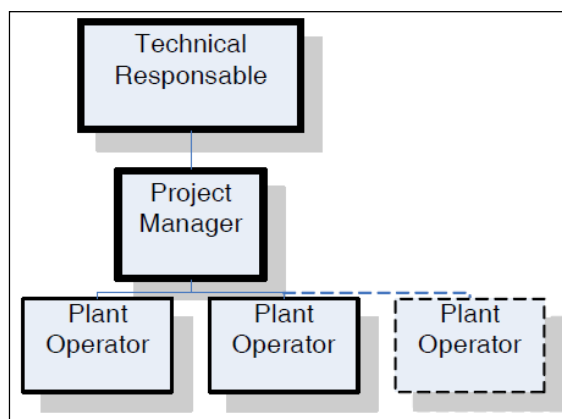 Technical
Responsable
Project
Manager
Plant
Operator
Plant
Operator
Plant
Operator